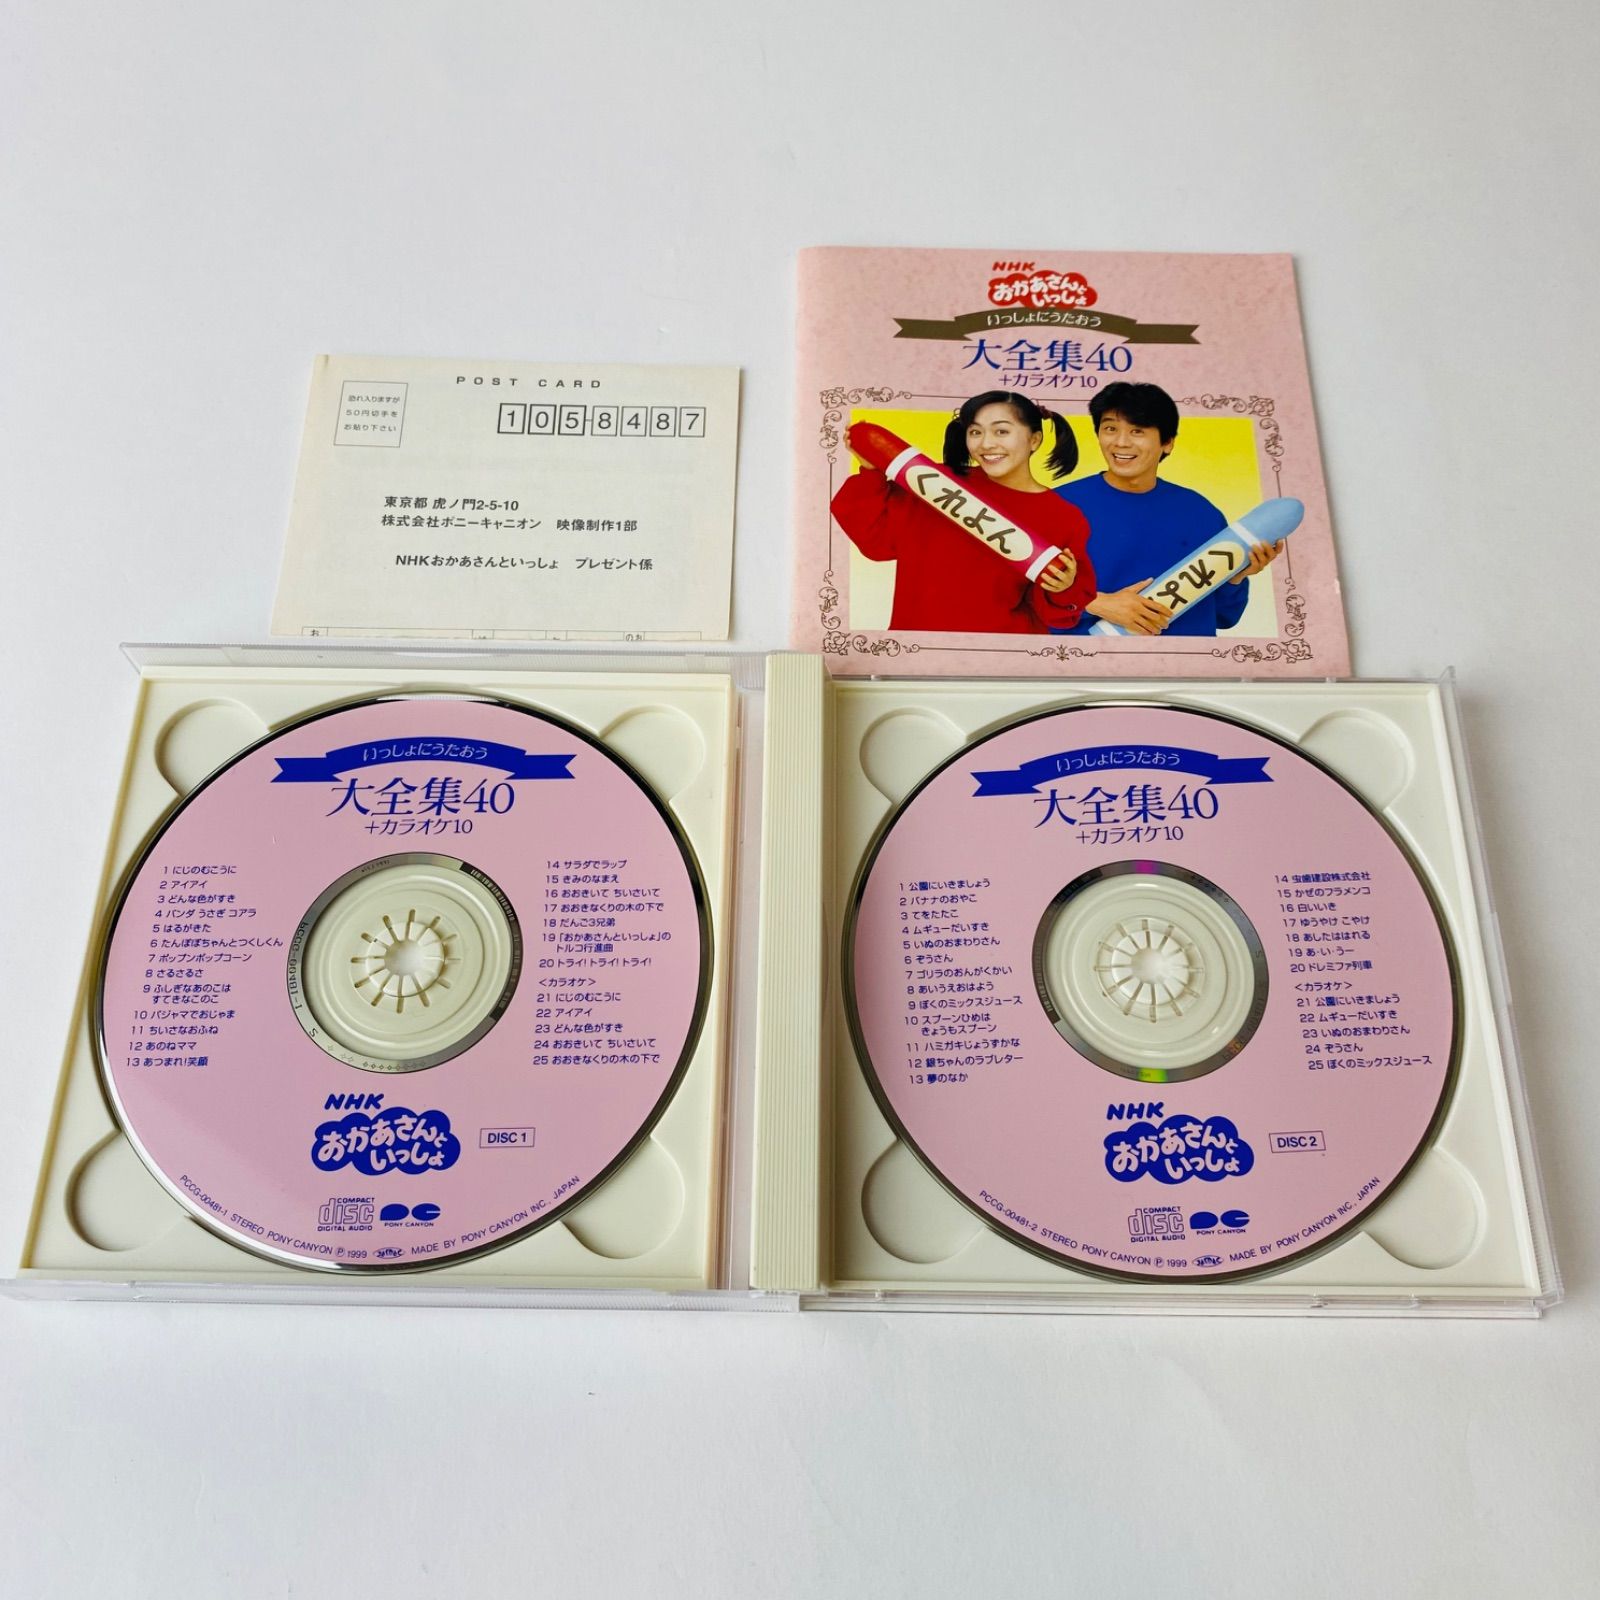 POST CARD
恐れ入りますが
50円切手を
お貼り下さい
105-8487
東京都 虎ノ門2-5-10
株式会社ポニーキャニオン 映像制作1部
NHKおかあさんといっしょ プレゼント係
NHK
おかあさんと
いっしょ
いっしょにうたおう
大全集40
+カラオケ10
くれよん
くれよ
いっしょにうたおう
大全集40
+カラオケ10
1 にじのむこうに
2 アイアイ
3 どんな色がすき
4 パンダ うさぎ コアラ
5 はるがきた
6 たんぽぽちゃんとつくしくん
7 ポップンポップコーン
8 さるさるさ
9 ふしぎなあのこは
すてきなこのこ
10 パジャマでおじゃま
11 ちいさなおふね
12 あのねママ
13 あつまれ!笑顔
14 サラダでラップ
15 きみのなまえ
16 おおきいて ちいさいて
17 おおきなくりの木の下で
18 だんご3兄弟
19 「おかあさんといっしょ」の
トルコ行進曲
20 トライ!トライ!トライ!
<カラオケ>
21 にじのむこうに
22 アイアイ
23 どんな色がすき
24 おおきいて ちいさいて
25 おおきなくりの木の下で
NHK
おかあさんと
いっしょ
DISC 1
COMPACT
disc
DIGITAL AUDIO
PONY CANYON
PCCG-00481-1 STEREO PONY CANYON Ⓟ 1999 JASRAC MADE BY PONY CANYON INC., JAPAN
PCCG-00481-1
いっしょにうたおう
大全集40
+カラオケ10
1 公園にいきましょう
2 バナナのおやこ
3 てをたたこ
4 ムギューだいすき
5 いぬのおまわりさん
6 ぞうさん
7 ゴリラのおんがくかい
8 あいうえおはよう
9 ぼくのミックスジュース
10 スプーンひめは
きょうもスプーン
11 ハミガキじょうずかな
12 銀ちゃんのラブレター
13 夢のなか
14 虫歯建設株式会社
15 かぜのフラメンコ
16 白いいき
17 ゆうやけ こやけ
18 あしたははれる
19 あ・い・うー
20 ドレミファ列車
<カラオケ>
21 公園にいきましょう
22 ムギューだいすき
23 いぬのおまわりさん
24 ぞうさん
25 ぼくのミックスジュース
NHK
おかあさんと
いっしょ
DISC 2
COMPACT
disc
DIGITAL AUDIO
PONY CANYON
PCCG-00481-2 STEREO PONY CANYON Ⓟ 1999 JASRAC MADE BY PONY CANYON INC., JAPAN